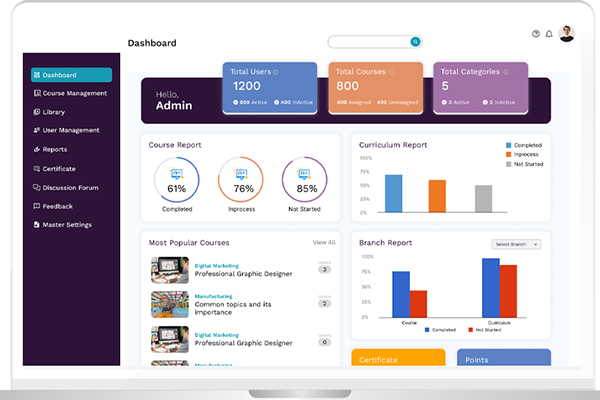 Dashboard
Dashboard
Course Management
Library
User Management
Reports
Certificate
Discussion Forum
Feedback
Master Settings
Hello,
Admin
Total Users
1200
800 Active
400 InActive
Total Courses
800
400 Assigned
400 UnAssigned
Total Categories
5
3 Active
2 InActive
Course Report
61%
Completed
76%
Inprocess
85%
Not Started
Curriculum Report
Completed
Inprocess
Not Started
100%
75%
50%
25%
0%
Most Popular Courses
View All
Digital Marketing
Professional Graphic Designer
Users
3
Manufacturing
Common topics and its
importance
Users
2
Digital Marketing
Professional Graphic Designer
Users
0
Manufacturing
Branch Report
Select Branch
100%
75%
50%
25%
0%
Course
Curriculum
Completed
Not Started
Certificate
Points